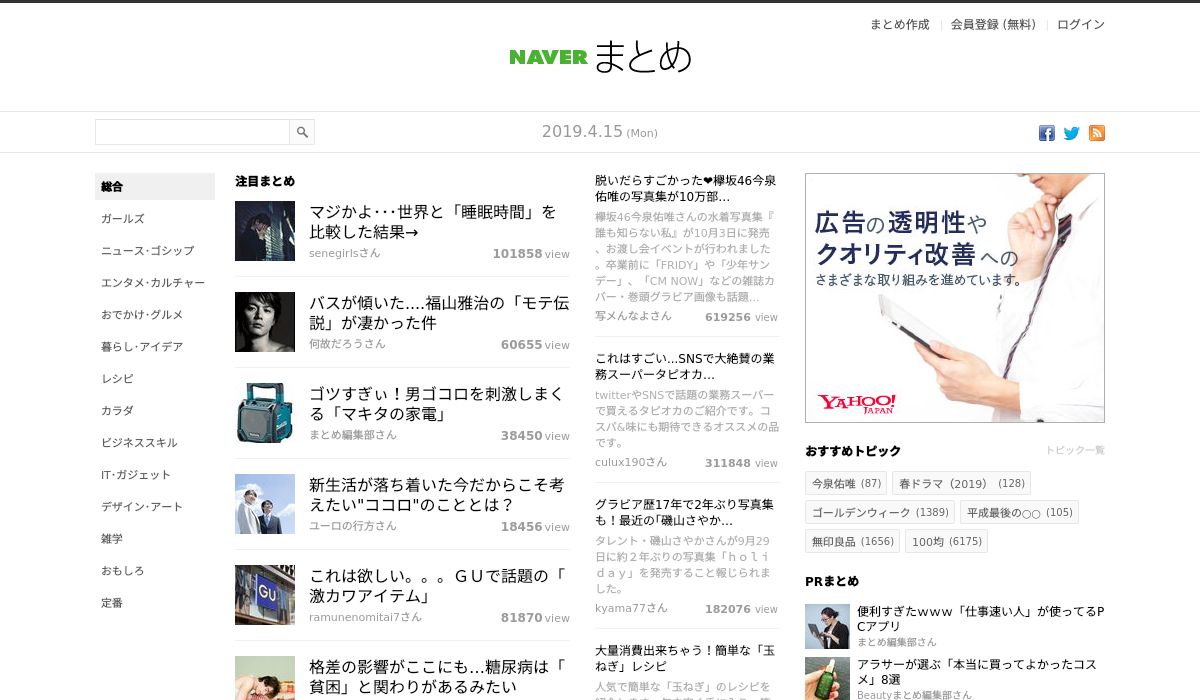 まとめ作成
会員登録 (無料)
ログイン
NAVER まとめ
2019.4.15 (Mon)
総合
ガールズ
ニュース･ゴシップ
エンタメ･カルチャー
おでかけ･グルメ
暮らし･アイデア
レシピ
カラダ
ビジネススキル
IT･ガジェット
デザイン･アート
雑学
おもしろ
定番
注目まとめ
マジかよ･･･世界と「睡眠時間」を
比較した結果→
senegirlsさん 101858 view
バスが傾いた‥‥福山雅治の「モテ伝
説」が凄かった件
何故だろうさん 60655 view
ゴツすぎぃ！男ゴコロを刺激しまく
る「マキタの家電」
まとめ編集部さん 38450 view
新生活が落ち着いた今だからこそ考
えたい"ココロ"のこととは？
ユーロの行方さん 18456 view
GU
これは欲しい。。。ＧＵで話題の「
激カワアイテム」
ramunenomitai7さん 81870 view
格差の影響がここにも…糖尿病は「
貧困」と関わりがあるみたい
脱いだらすごかった❤欅坂46今泉
佑唯の写真集が10万部…
欅坂46今泉佑唯さんの水着写真集『
誰も知らない私』が10月3日に発売
、お渡し会イベントが行われました
。卒業前に「FRIDY」や「少年サン
デー」、「CM NOW」などの雑誌カ
バー・巻頭グラビア画像も話題…
写メんなよさん 619256 view
これはすごい…SNSで大絶賛の業
務スーパータピオカ…
twitterやSNSで話題の業務スーパー
で買えるタピオカのご紹介です。コ
スパ&味にも期待できるオススメの品
です。
culux190さん 311848 view
グラビア歴17年で2年ぶり写真集
も！最近の｢磯山さやか…
タレント・磯山さやかさんが9月29
日に約２年ぶりの写真集「ｈｏｌｉ
ｄａｙ」を発売すること報じられま
した。
kyama77さん 182076 view
大量消費出来ちゃう！簡単な「玉
ねぎ」レシピ
人気で簡単な「玉ねぎ」のレシピを
広告の透明性や
クオリティ改善への
さまざまな取り組みを進めています。
YAHOO!
JAPAN
おすすめトピック
トピック一覧
今泉佑唯 (87)
春ドラマ（2019） (128)
ゴールデンウィーク (1389)
平成最後の○○ (105)
無印良品 (1656)
100均 (6175)
PRまとめ
便利すぎたｗｗｗ「仕事速い人」が使ってるP
Cアプリ
まとめ編集部さん
アラサーが選ぶ「本当に買ってよかったコス
メ」8選
Beautyまとめ編集部さん